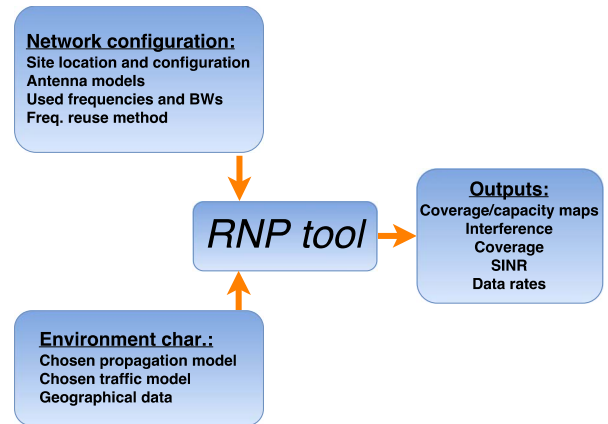 Network configuration:
Site location and configuration
Antenna models
Used frequencies and BWs
Freq. reuse method
RNP tool
Outputs:
Coverage/capacity maps
Interference
Coverage
SINR
Data rates
Environment char.:
Chosen propagation model
Chosen traffic model
Geographical data